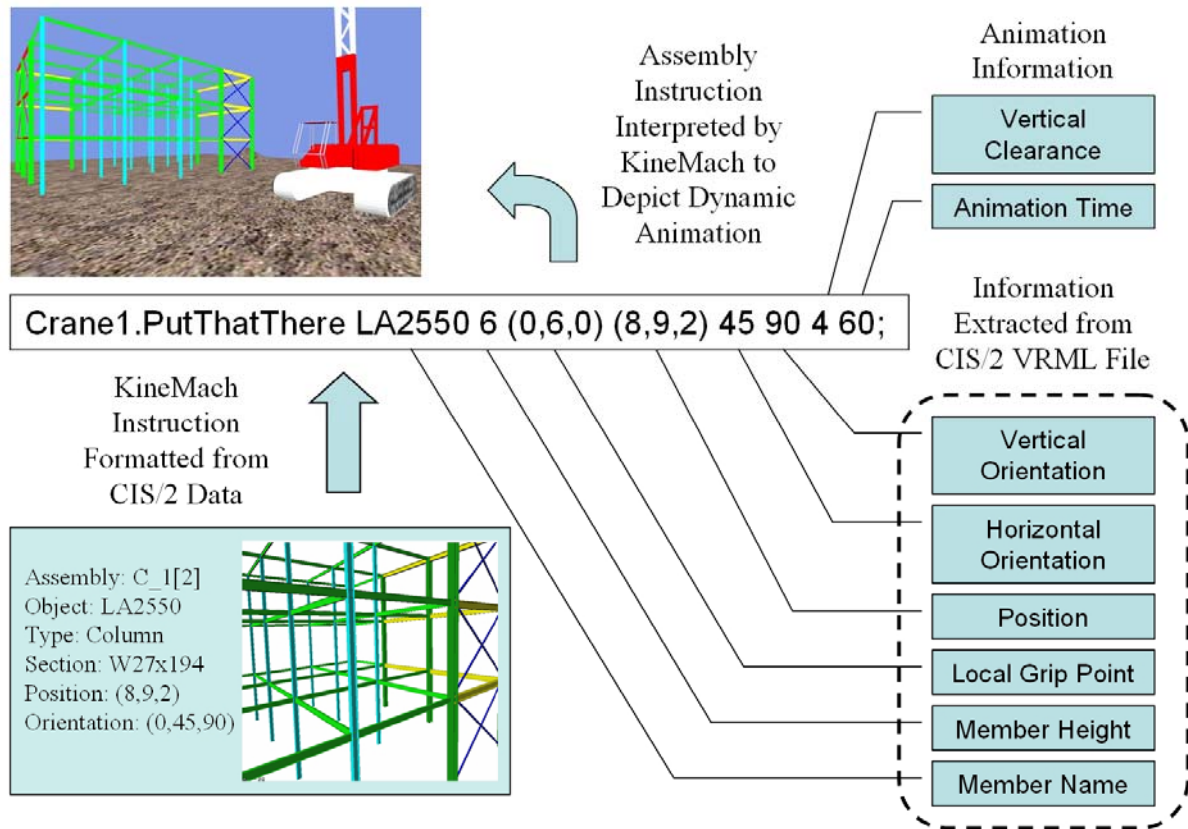 Assembly
Instruction
Interpreted by
KineMach to
Depict Dynamic
Animation
Animation
Information
Vertical
Clearance
Animation Time
Crane1.PutThatThere LA2550 6 (0,6,0) (8,9,2) 45 90 4 60;
Information
Extracted from
CIS/2 VRML File
KineMach
Instruction
Formatted from
CIS/2 Data
Vertical
Orientation
Horizontal
Orientation
Position
Local Grip Point
Member Height
Member Name
Assembly: C_1[2]
Object: LA2550
Type: Column
Section: W27x194
Position: (8,9,2)
Orientation: (0,45,90)